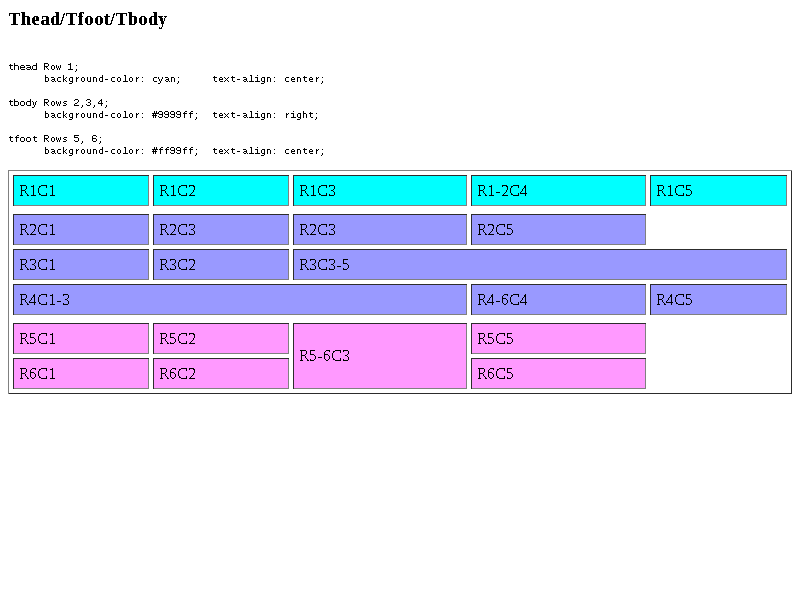 Thead/Tfoot/Tbody
thead Row 1;
background-color: cyan; text-align: center;
tbody Rows 2,3,4;
background-color: #9999ff; text-align: right;
tfoot Rows 5, 6;
background-color: #ff99ff; text-align: center;
R1C1 R1C2 R1C3 R1-2C4 R1C5
R2C1 R2C3 R2C3 R2C5
R3C1 R3C2 R3C3-5
R4C1-3 R4-6C4 R4C5
R5C1 R5C2 R5-6C3 R5C5
R6C1 R6C2 R6C5